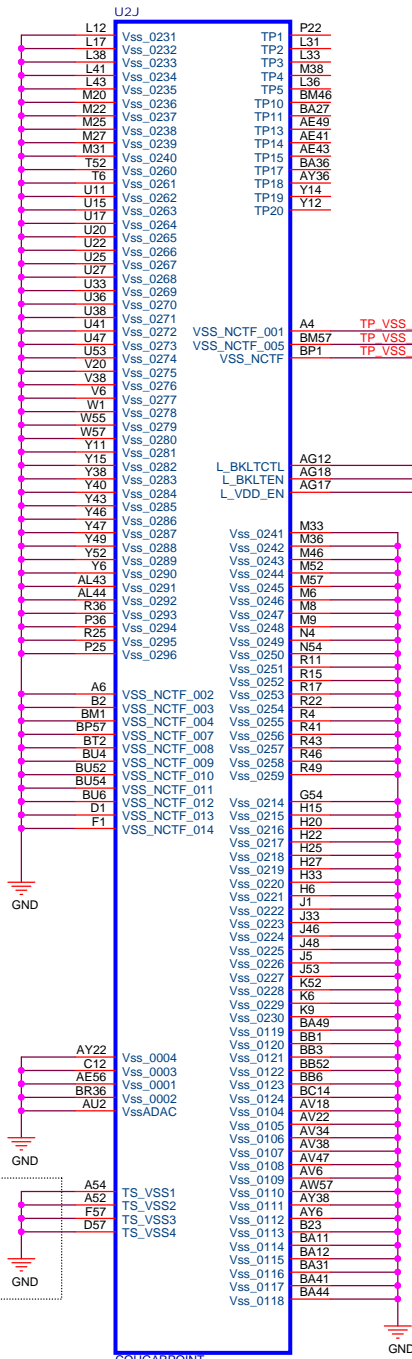 U2J
L12 Vss_0231
L17 Vss_0232
L38 Vss_0233
L41 Vss_0234
L43 Vss_0235
M20 Vss_0236
M22 Vss_0237
M25 Vss_0238
M27 Vss_0239
M31 Vss_0240
T52 Vss_0260
T6 Vss_0261
U11 Vss_0262
U15 Vss_0263
U17 Vss_0264
U20 Vss_0265
U22 Vss_0266
U25 Vss_0267
U27 Vss_0268
U33 Vss_0269
U36 Vss_0270
U38 Vss_0271
U41 Vss_0272
U47 Vss_0273
U53 Vss_0274
V20 Vss_0275
V38 Vss_0276
V6 Vss_0277
W1 Vss_0278
W55 Vss_0279
W57 Vss_0280
Y11 Vss_0281
Y15 Vss_0282
Y38 Vss_0283
Y40 Vss_0284
Y43 Vss_0285
Y46 Vss_0286
Y47 Vss_0287
Y49 Vss_0288
Y52 Vss_0289
Y6 Vss_0290
AL43 Vss_0291
AL44 Vss_0292
R36 Vss_0293
P36 Vss_0294
R25 Vss_0295
P25 Vss_0296
A6 VSS_NCTF_002
B2 VSS_NCTF_003
BM1 VSS_NCTF_004
BP57 VSS_NCTF_007
BT2 VSS_NCTF_008
BU4 VSS_NCTF_009
BU52 VSS_NCTF_010
BU54 VSS_NCTF_011
BU6 VSS_NCTF_012
D1 VSS_NCTF_013
F1 VSS_NCTF_014
GND
AY22 Vss_0004
C12 Vss_0003
AE56 Vss_0001
BR36 Vss_0002
AU2 VssADAC
GND
A54 TS_VSS1
A52 TS_VSS2
F57 TS_VSS3
D57 TS_VSS4
GND
TP1 P22
TP2 L31
TP3 L33
TP4 M38
TP5 L36
TP10 BM46
TP11 BA27
TP13 AE49
TP14 AE41
TP15 AE43
TP17 BA36
TP18 AY36
TP19 Y14
TP20 Y12
VSS_NCTF_001 A4 TP_VSS_
VSS_NCTF_005 BM57 TP_VSS_
VSS_NCTF BP1 TP_VSS_
L_BKLTCTL AG12
L_BKLTEN AG18
L_VDD_EN AG17
Vss_0241 M33
Vss_0242 M36
Vss_0243 M46
Vss_0244 M52
Vss_0245 M57
Vss_0246 M6
Vss_0247 M8
Vss_0248 M9
Vss_0249 N4
Vss_0250 N54
Vss_0251 R11
Vss_0252 R15
Vss_0253 R17
Vss_0254 R22
Vss_0255 R4
Vss_0256 R41
Vss_0257 R43
Vss_0258 R46
Vss_0259 R49
Vss_0214 G54
Vss_0215 H15
Vss_0216 H20
Vss_0217 H22
Vss_0218 H25
Vss_0219 H27
Vss_0220 H33
Vss_0221 H6
Vss_0222 J1
Vss_0223 J33
Vss_0224 J46
Vss_0225 J48
Vss_0226 J5
Vss_0227 J53
Vss_0228 K52
Vss_0229 K6
Vss_0230 K9
Vss_0119 BA49
Vss_0120 BB1
Vss_0121 BB3
Vss_0122 BB52
Vss_0123 BB6
Vss_0124 BC14
Vss_0104 AV18
Vss_0105 AV22
Vss_0106 AV34
Vss_0107 AV38
Vss_0108 AV47
Vss_0109 AV6
Vss_0110 AW57
Vss_0111 AY38
Vss_0112 AY6
Vss_0113 B23
Vss_0114 BA11
Vss_0115 BA12
Vss_0116 BA31
Vss_0117 BA41
Vss_0118 BA44
GND
COUGARPOINT